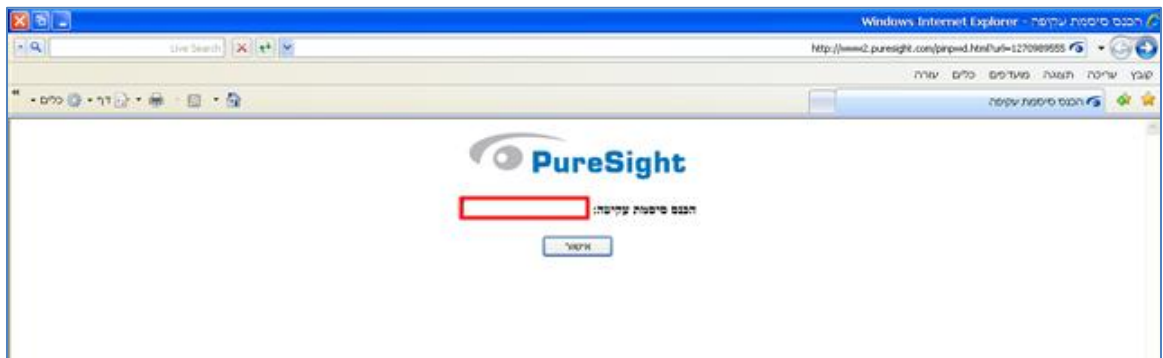 הכנס סיסמת עקיפה - Windows Internet Explorer
http://www2.puresight.com/pinpwd.html?url=1270989555
Live Search
קובץ עריכה תצוגה מועדפים כלים עזרה
הכנס סיסמת עקיפה
דף כלים
PureSight
הכנס סיסמת עקיפה:
אישור